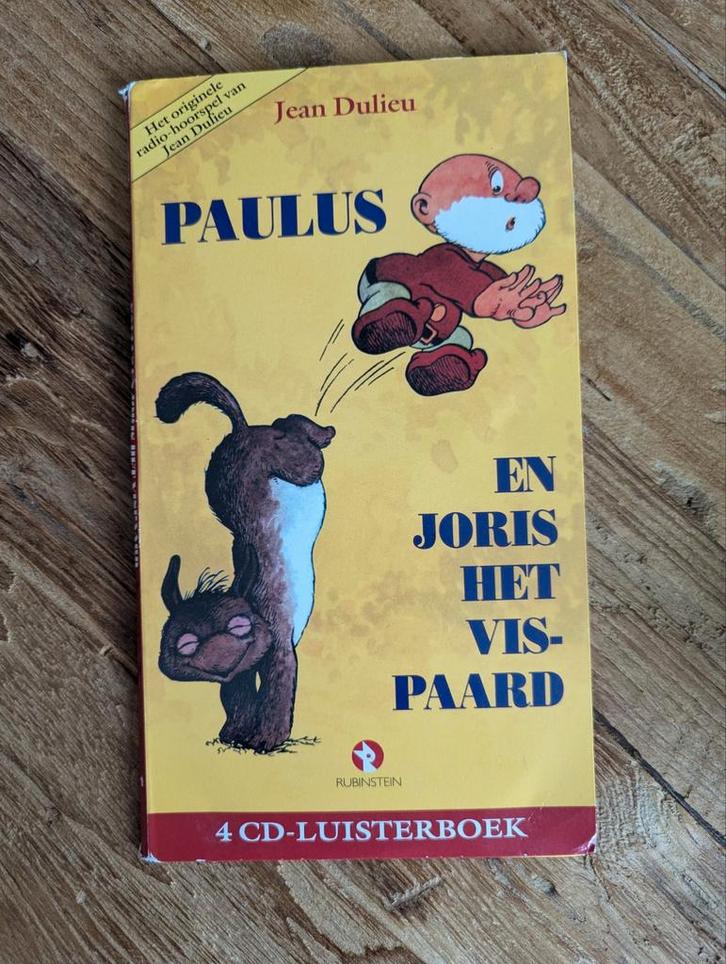 Het originele
radio-hoorspel van
Jean Dulieu
Jean Dulieu
PAULUS
EN
JORIS
HET
VIS-
PAARD
RUBINSTEIN
4 CD-LUISTERBOEK